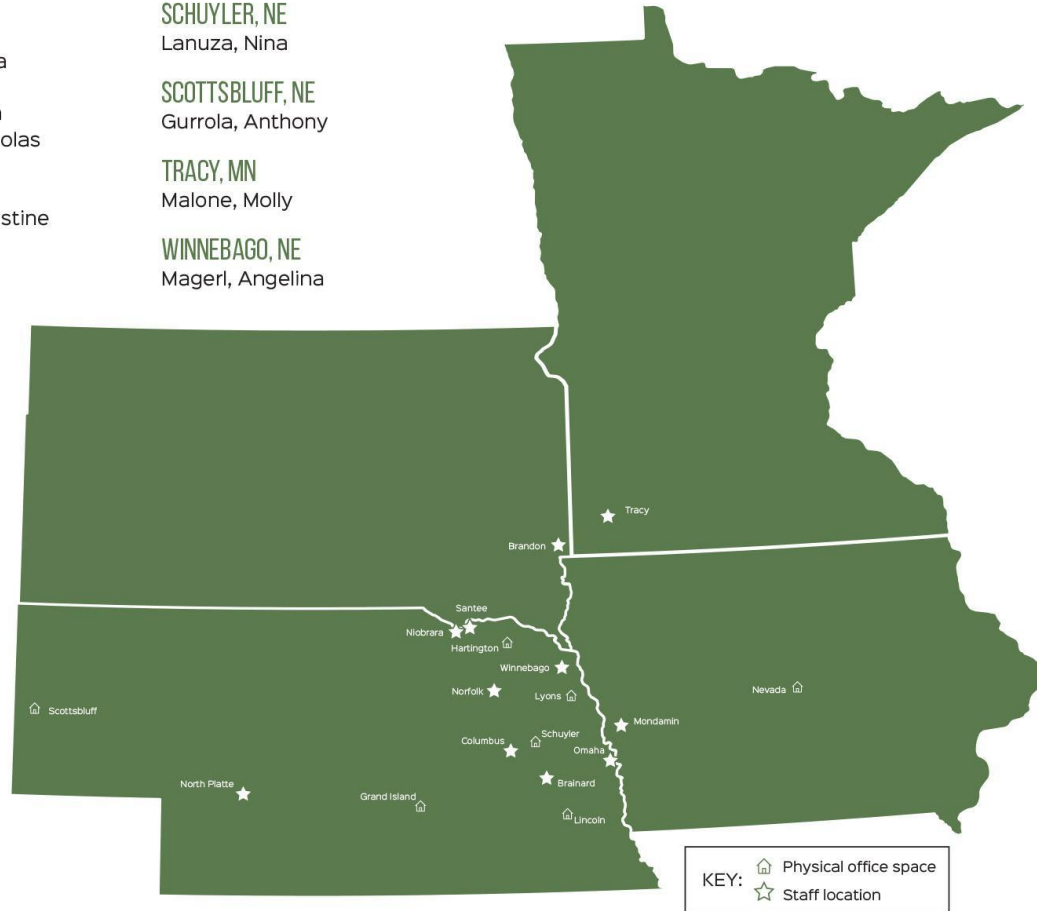 a
olas
stine
SCHUYLER, NE
Lanuza, Nina
SCOTTSBLUFF, NE
Gurrola, Anthony
TRACY, MN
Malone, Molly
WINNEBAGO, NE
Magerl, Angelina
Tracy
Brandon
Santee
Niobrara
Hartington
Winnebago
Norfolk
Lyons
Nevada
Scottsbluff
Mondamin
Schuyler
Columbus
Omaha
North Platte
Brainard
Grand Island
Lincoln
KEY:
Physical office space
Staff location